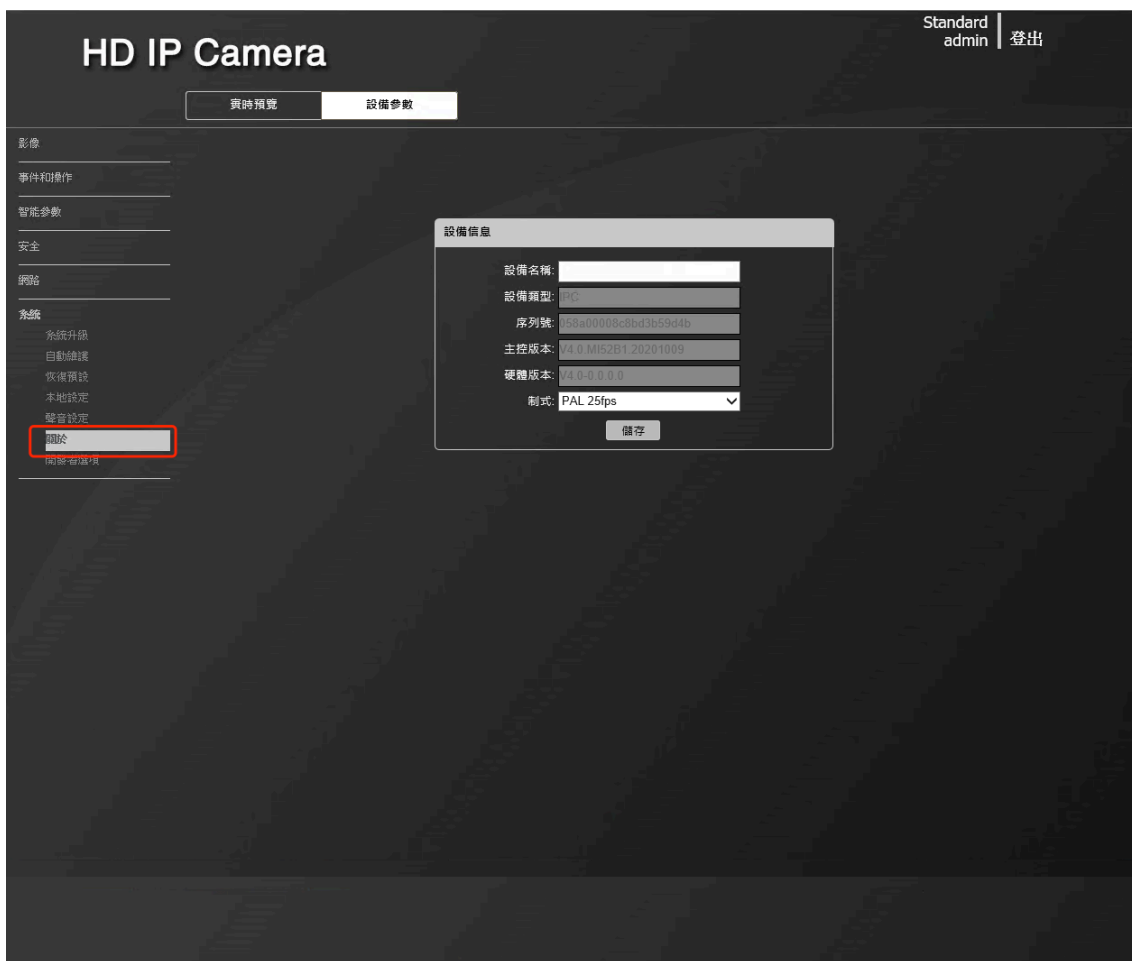 HD IP Camera
Standard
admin
登出
實時預覽
設備參數
影像
事件和操作
智能參數
安全
網路
系統
系統升級
自動維護
恢復預設
本地設定
聲音設定
關於
開發者選項
設備信息
設備名稱:
設備類型: IPC
序列號: 058a00008c8bd3b59d4b
主控版本: V4.0.MI52B1.20201009
硬體版本: V4.0-0.0.0.0
制式: PAL 25fps
儲存